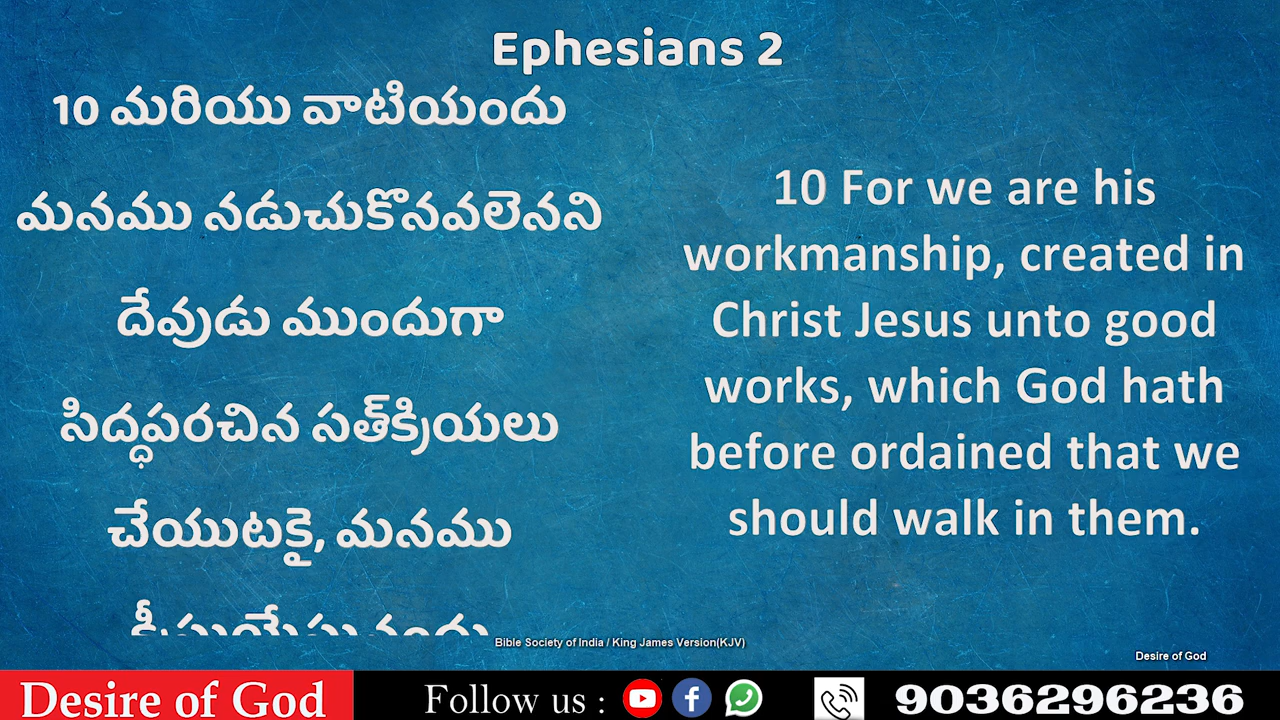 Ephesians 2
10 మరియు వాటియందు
మనము నడుచుకొనవలెనని
దేవుడు ముందుగా
సిద్ధపరచిన సత్‌క్రియలు
చేయుటకై, మనము
10 For we are his
workmanship, created in
Christ Jesus unto good
works, which God hath
before ordained that we
should walk in them.
Bible Society of India / King James Version(KJV)
Desire of God
Desire of God
Follow us :
9036296236